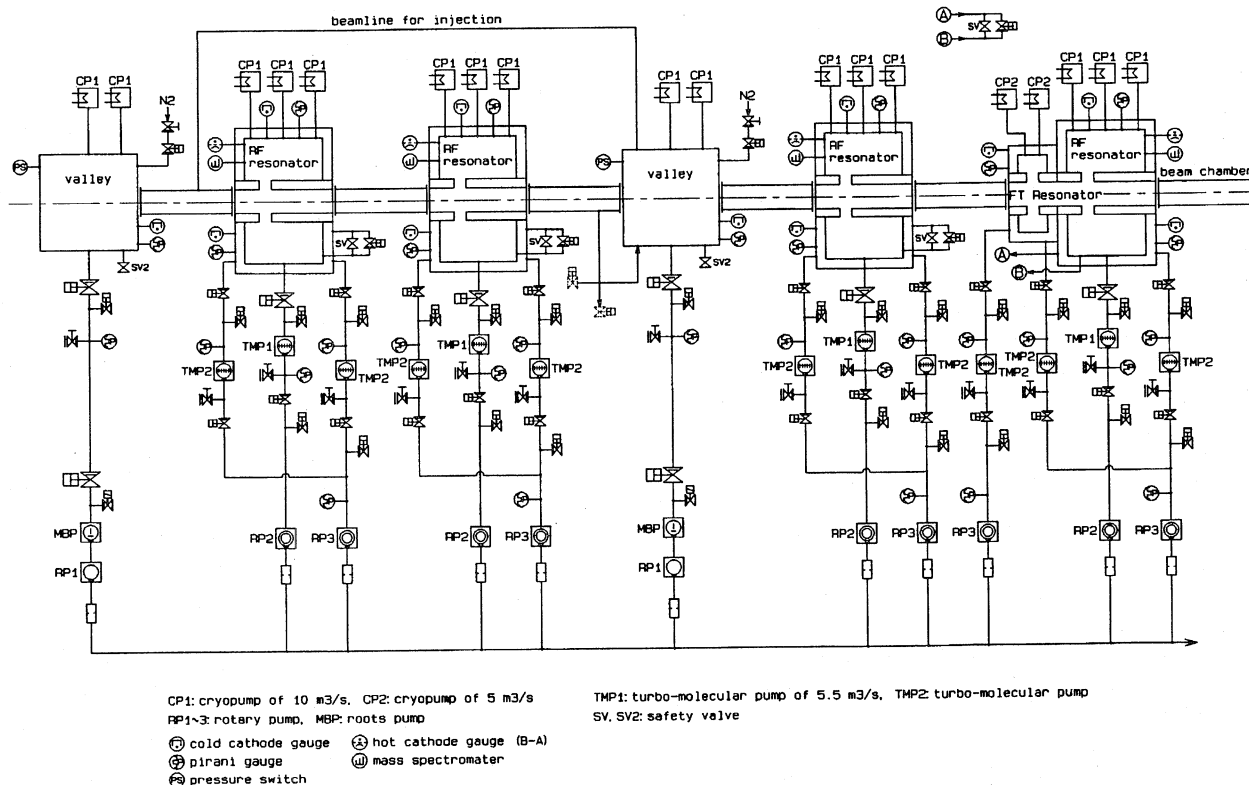 beamline for injection
A
SV
B
CP1 CP1 CP1
CP1 CP1 CP1
CP1 CP1 CP1
CP1 CP1 CP1
CP1 CP1
CP1 CP1
CP2 CP2
N2
N2
RF resonator
RF resonator
RF resonator
RF resonator
PS
valley
PS
valley
beam chamber
FT Resonator
SV
SV
SV
SV2
SV2
A
B
TMP1
TMP1
TMP1
TMP1
TMP2
TMP2
TMP2
TMP2
TMP2
TMP2
TMP2
TMP2
TMP2
MBP
RP2
RP3
RP2
RP3
MBP
RP2
RP3
RP3
RP2
RP3
RP1
RP1
CP1: cryopump of 10 m3/s, CP2: cryopump of 5 m3/s
TMP1: turbo-molecular pump of 5.5 m3/s, TMP2: turbo-molecular pump
RP1~3: rotary pump, MBP: roots pump
SV, SV2: safety valve
cold cathode gauge
hot cathode gauge (B-A)
pirani gauge
mass spectromater
PS pressure switch